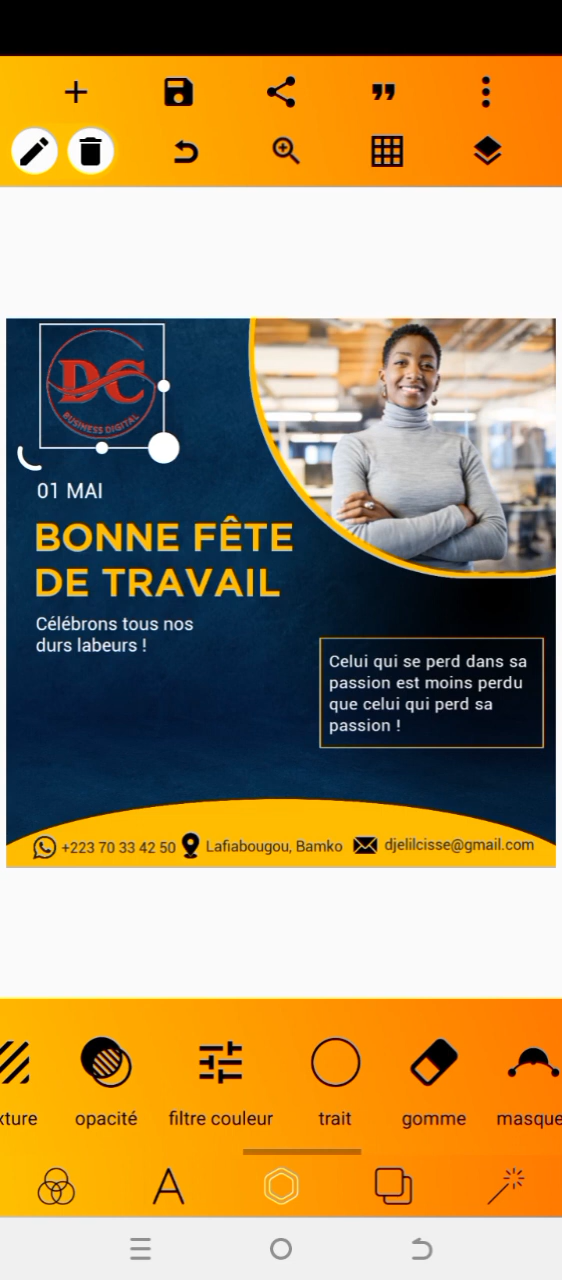 DC
BUSINESS DIGITAL
01 MAI
BONNE FÊTE
DE TRAVAIL
Célébrons tous nos
durs labeurs !
Celui qui se perd dans sa
passion est moins perdu
que celui qui perd sa
passion !
+223 70 33 42 50 Lafiabougou, Bamko djelilcisse@gmail.com
xture opacité filtre couleur trait gomme masque